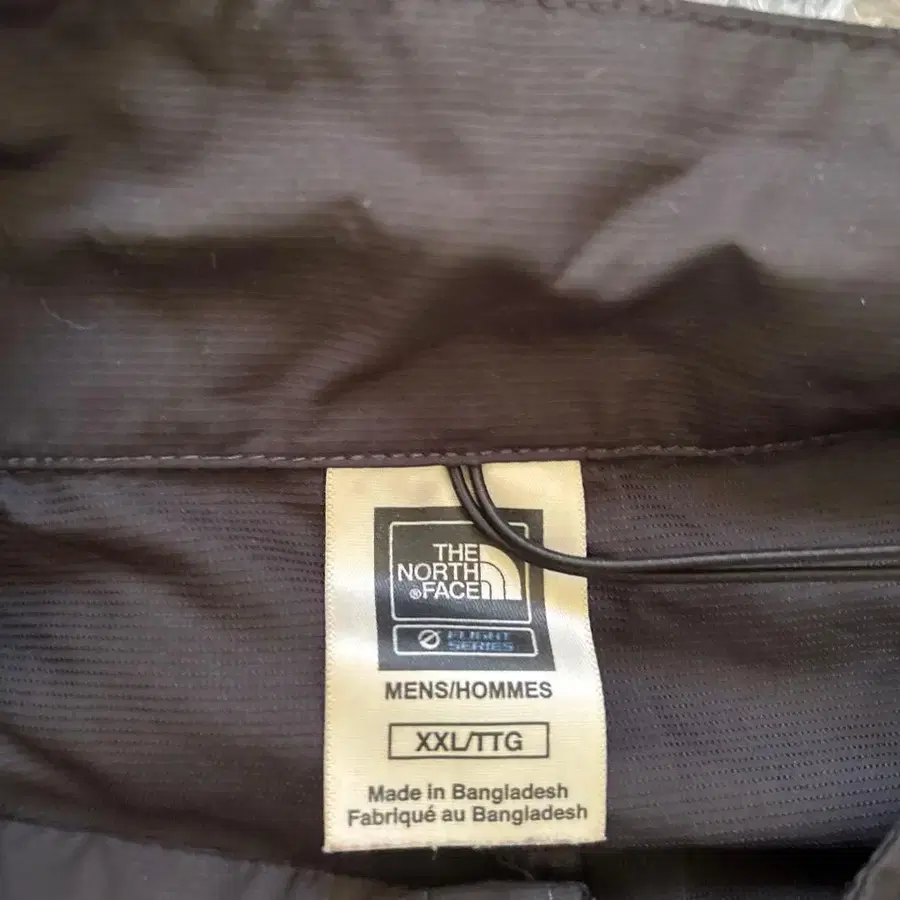 THE
NORTH
®FACE
FLIGHT
SERIES
MENS/HOMMES
XXL/TTG
Made in Bangladesh
Fabriqué au Bangladesh